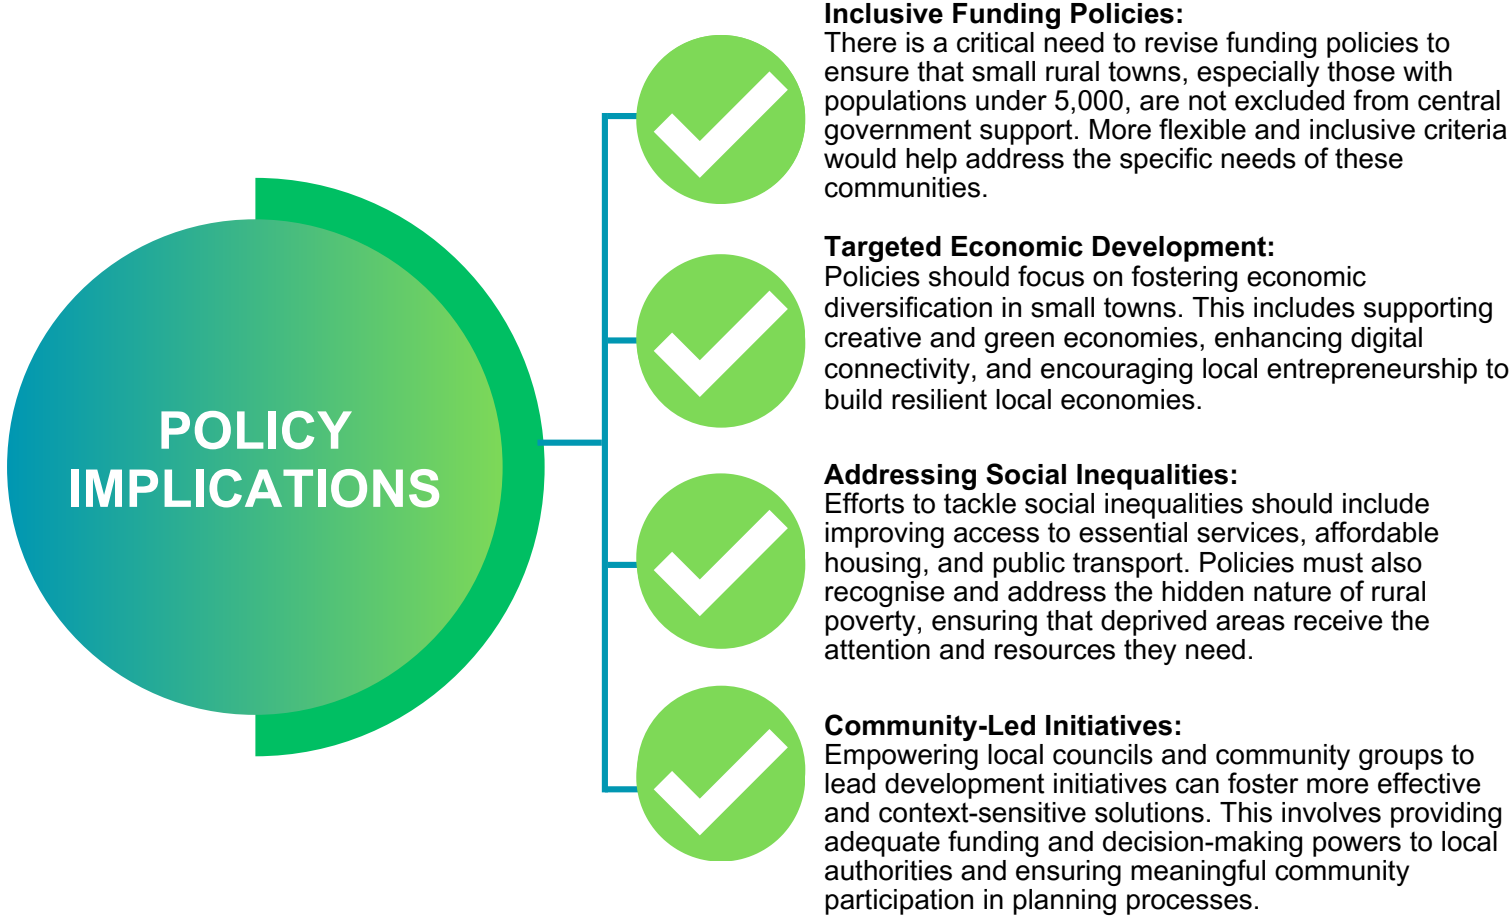 POLICY
IMPLICATIONS
Inclusive Funding Policies:
There is a critical need to revise funding policies to
ensure that small rural towns, especially those with
populations under 5,000, are not excluded from central
government support. More flexible and inclusive criteria
would help address the specific needs of these
communities.
Targeted Economic Development:
Policies should focus on fostering economic
diversification in small towns. This includes supporting
creative and green economies, enhancing digital
connectivity, and encouraging local entrepreneurship to
build resilient local economies.
Addressing Social Inequalities:
Efforts to tackle social inequalities should include
improving access to essential services, affordable
housing, and public transport. Policies must also
recognise and address the hidden nature of rural
poverty, ensuring that deprived areas receive the
attention and resources they need.
Community-Led Initiatives:
Empowering local councils and community groups to
lead development initiatives can foster more effective
and context-sensitive solutions. This involves providing
adequate funding and decision-making powers to local
authorities and ensuring meaningful community
participation in planning processes.